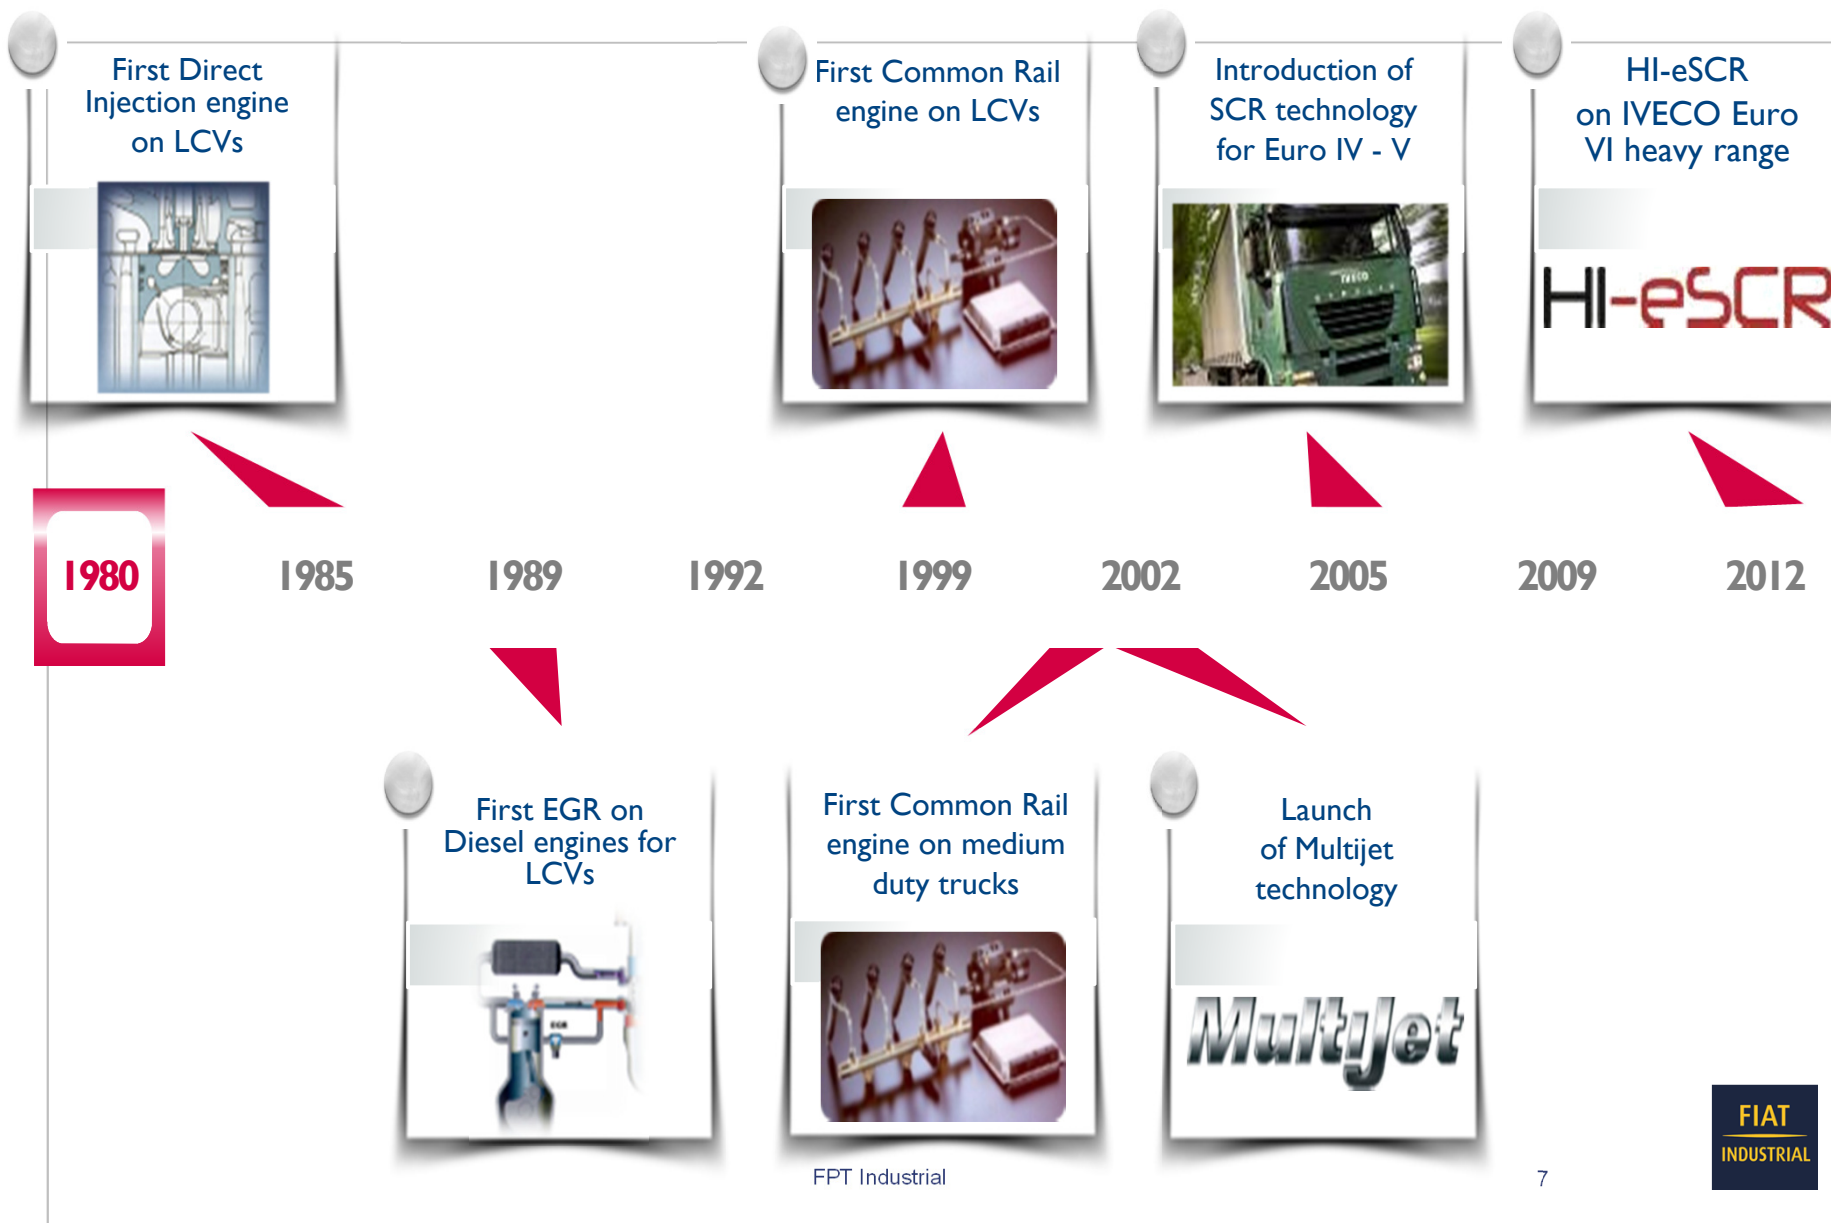 First Direct
Injection engine
on LCVs
First Common Rail
engine on LCVs
Introduction of
SCR technology
for Euro IV - V
HI-eSCR
on IVECO Euro
VI heavy range
IVECO
HI-eSCR
1980
1985
1989
1992
1999
2002
2005
2009
2012
First EGR on
Diesel engines for
LCVs
EGR
First Common Rail
engine on medium
duty trucks
Launch
of Multijet
technology
MultiJet
FPT Industrial
7
FIAT
INDUSTRIAL